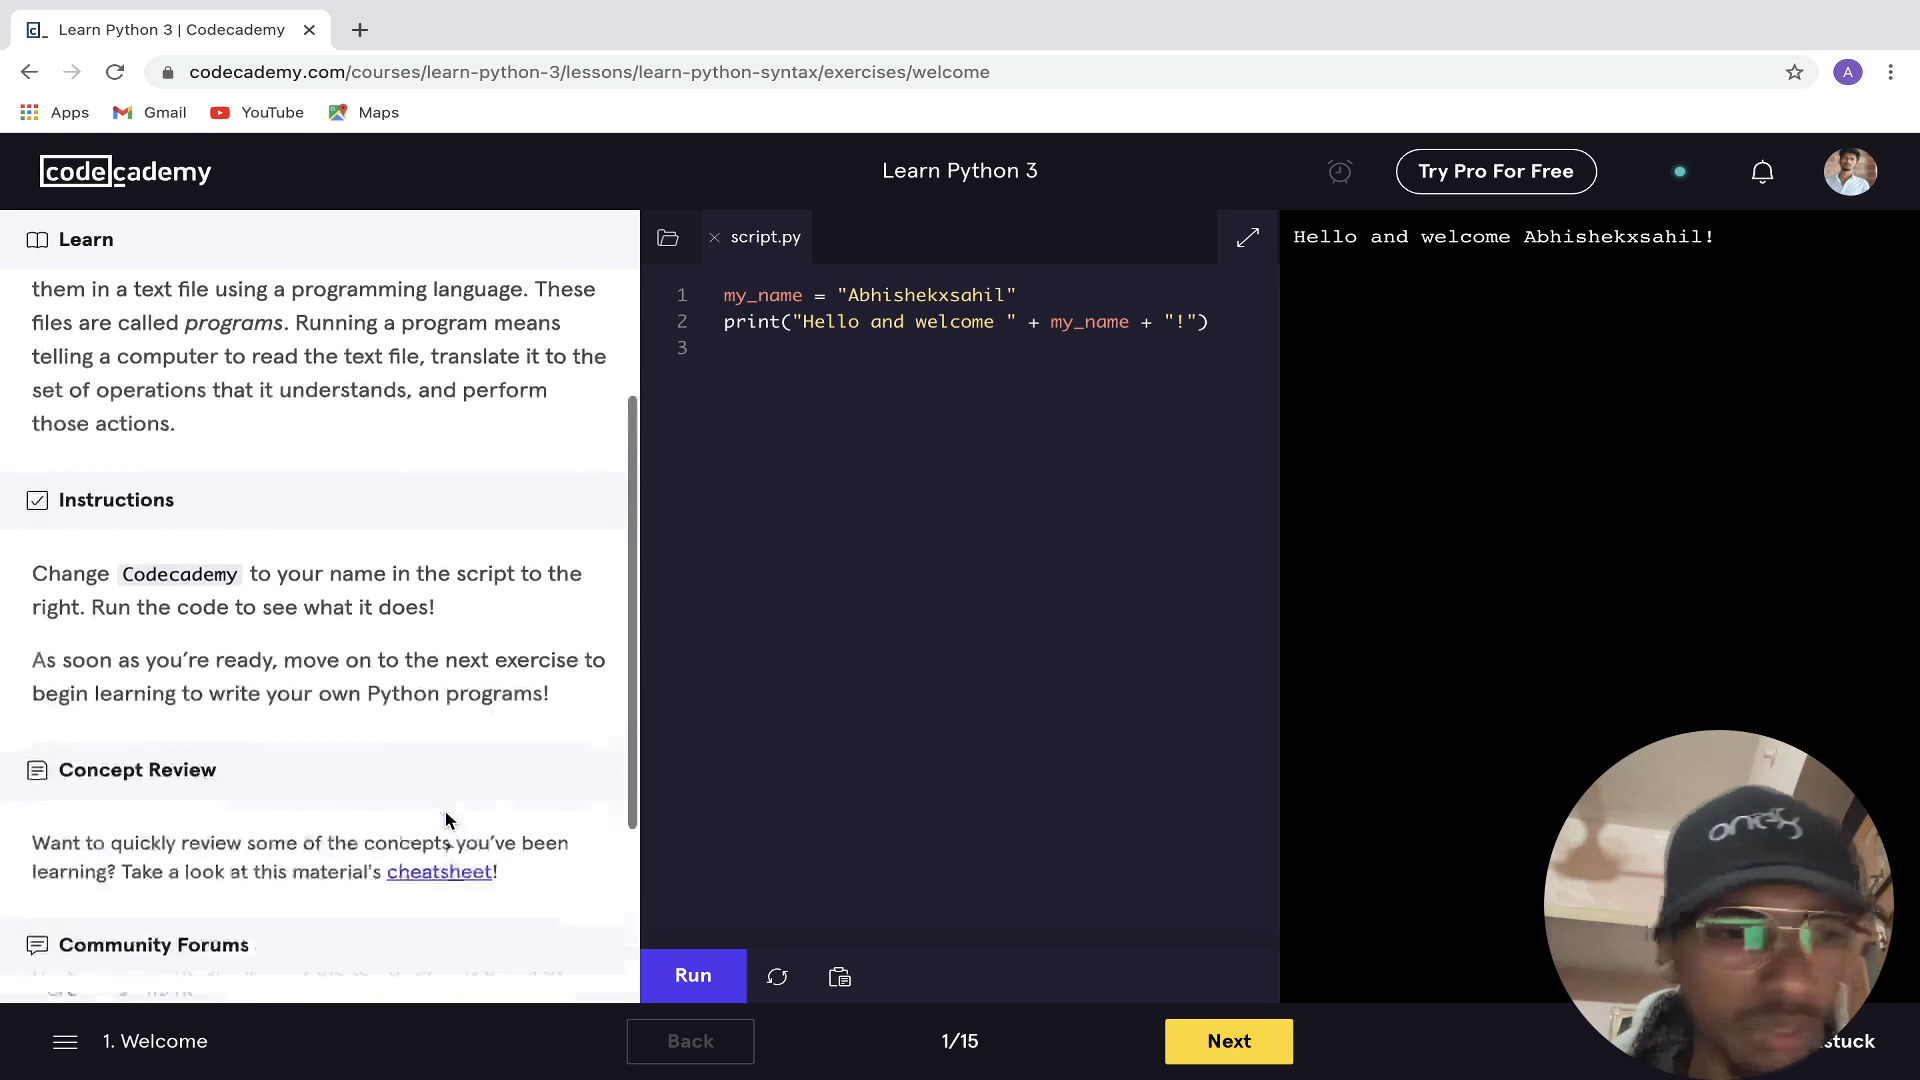 Learn Python 3 | Codecademy
codecademy.com/courses/learn-python-3/lessons/learn-python-syntax/exercises/welcome
A
Apps Gmail YouTube Maps
codecademy
Learn Python 3
Try Pro For Free
Learn
them in a text file using a programming language. These
files are called programs. Running a program means
telling a computer to read the text file, translate it to the
set of operations that it understands, and perform
those actions.
Instructions
Change Codecademy to your name in the script to the
right. Run the code to see what it does!
As soon as you’re ready, move on to the next exercise to
begin learning to write your own Python programs!
Concept Review
Want to quickly review some of the concepts you’ve been
learning? Take a look at this material's cheatsheet!
Community Forums
script.py
1 my_name = "Abhishekxsahil"
2 print("Hello and welcome " + my_name + "!")
3
Run
Hello and welcome Abhishekxsahil!
1. Welcome
Back
1/15
Next
stuck